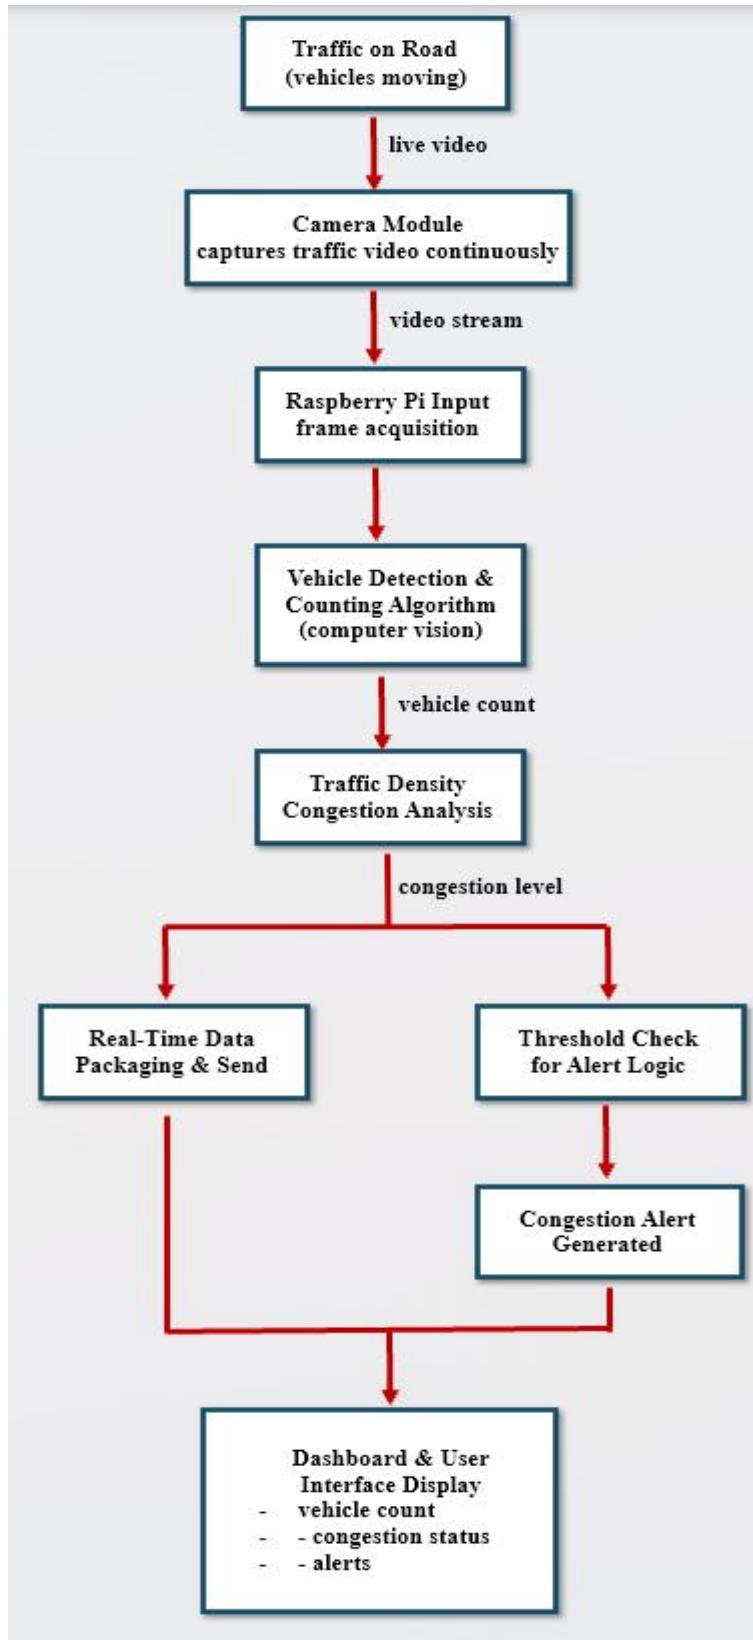 Traffic on Road
(vehicles moving)
live video
Camera Module
captures traffic video continuously
video stream
Raspberry Pi Input
frame acquisition
Vehicle Detection &
Counting Algorithm
(computer vision)
vehicle count
Traffic Density
Congestion Analysis
congestion level
Real-Time Data
Packaging & Send
Threshold Check
for Alert Logic
Congestion Alert
Generated
Dashboard & User
Interface Display
- vehicle count
- - congestion status
- - alerts